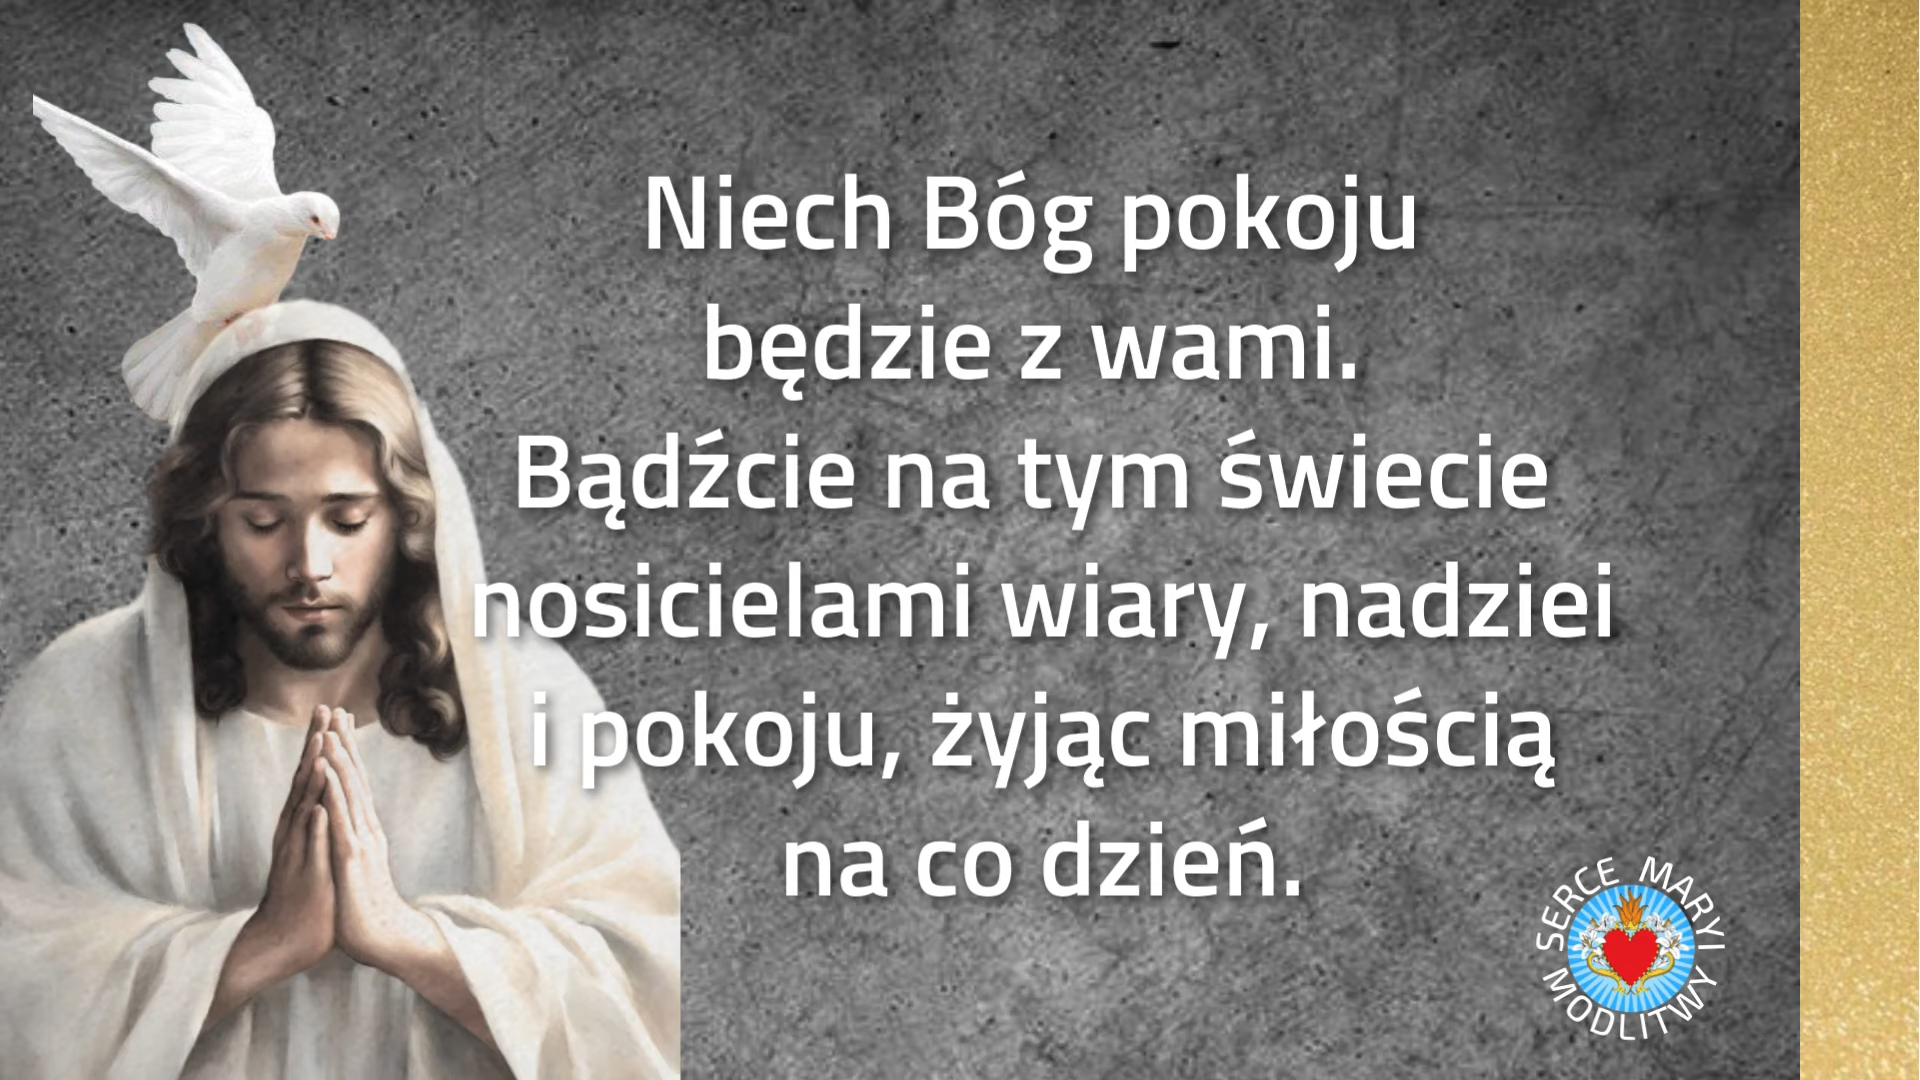 Niech Bóg pokoju
będzie z wami.
Bądźcie na tym świecie
nosicielami wiary, nadziei
i pokoju, żyjąc miłością
na co dzień.
SERCE MARYI
MODLITWY